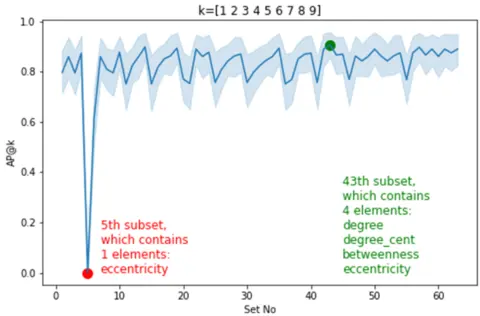 k=[1 2 3 4 5 6 7 8 9]
AP@k
1.0
0.8
0.6
0.4
0.2
0.0
5th subset,
which contains
1 elements:
eccentricity
43th subset,
which contains
4 elements:
degree
degree_cent
betweenness
eccentricity
0 10 20 30 40 50 60
Set No